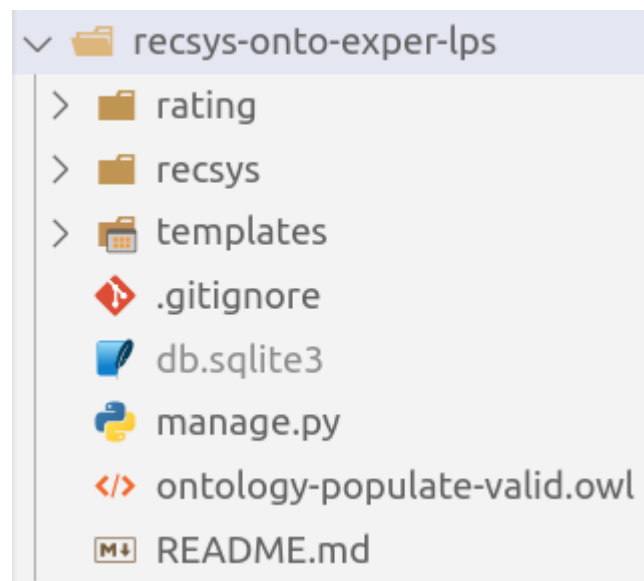 recsys-onto-exper-lps
rating
recsys
templates
.gitignore
db.sqlite3
manage.py
ontology-populate-valid.owl
README.md